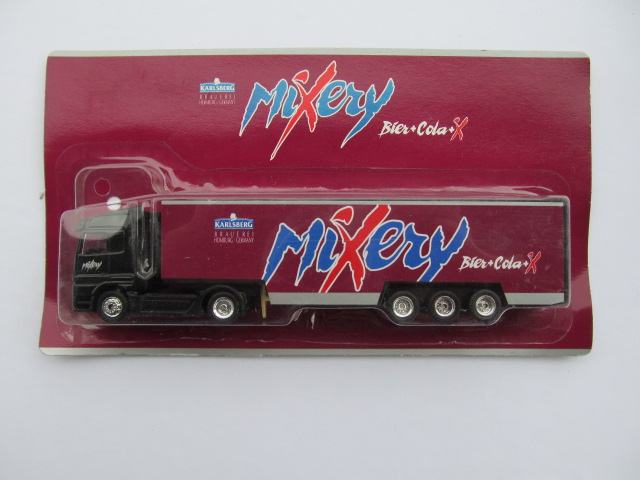 KARLSBERG
BRAUEREI
HOMBURG · GERMANY
MiXery
Bier+Cola+X
KARLSBERG
BRAUEREI
HOMBURG · GERMANY
MiXery
Bier+Cola+X
MiXery